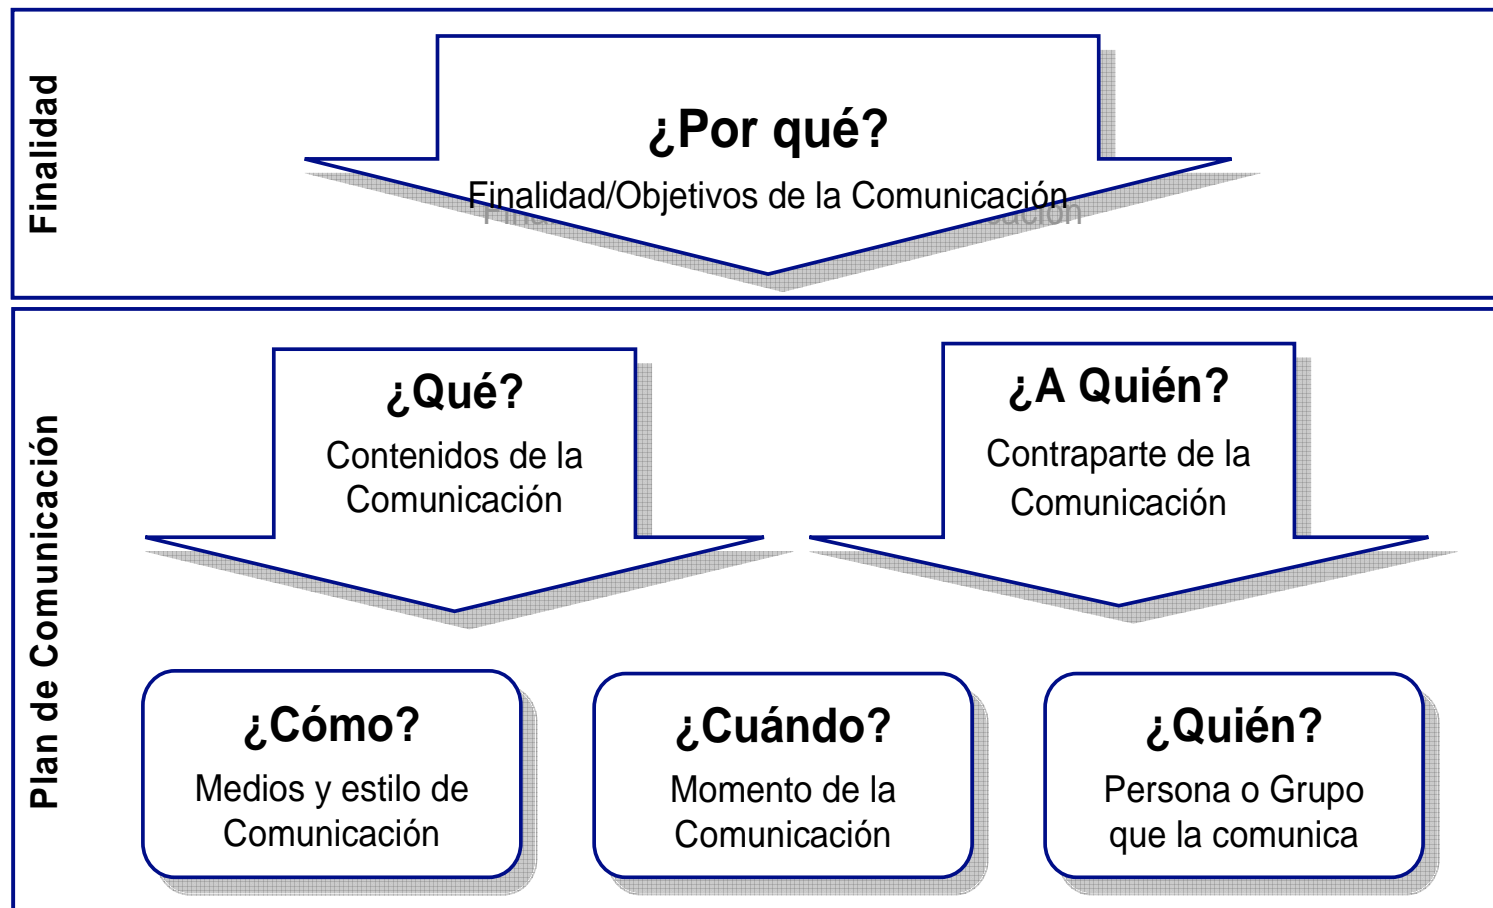 Finalidad
¿Por qué?
Finalidad/Objetivos de la Comunicación
Plan de Comunicación
¿Qué?
Contenidos de la
Comunicación
¿A Quién?
Contraparte de la
Comunicación
¿Cómo?
Medios y estilo de
Comunicación
¿Cuándo?
Momento de la
Comunicación
¿Quién?
Persona o Grupo
que la comunica